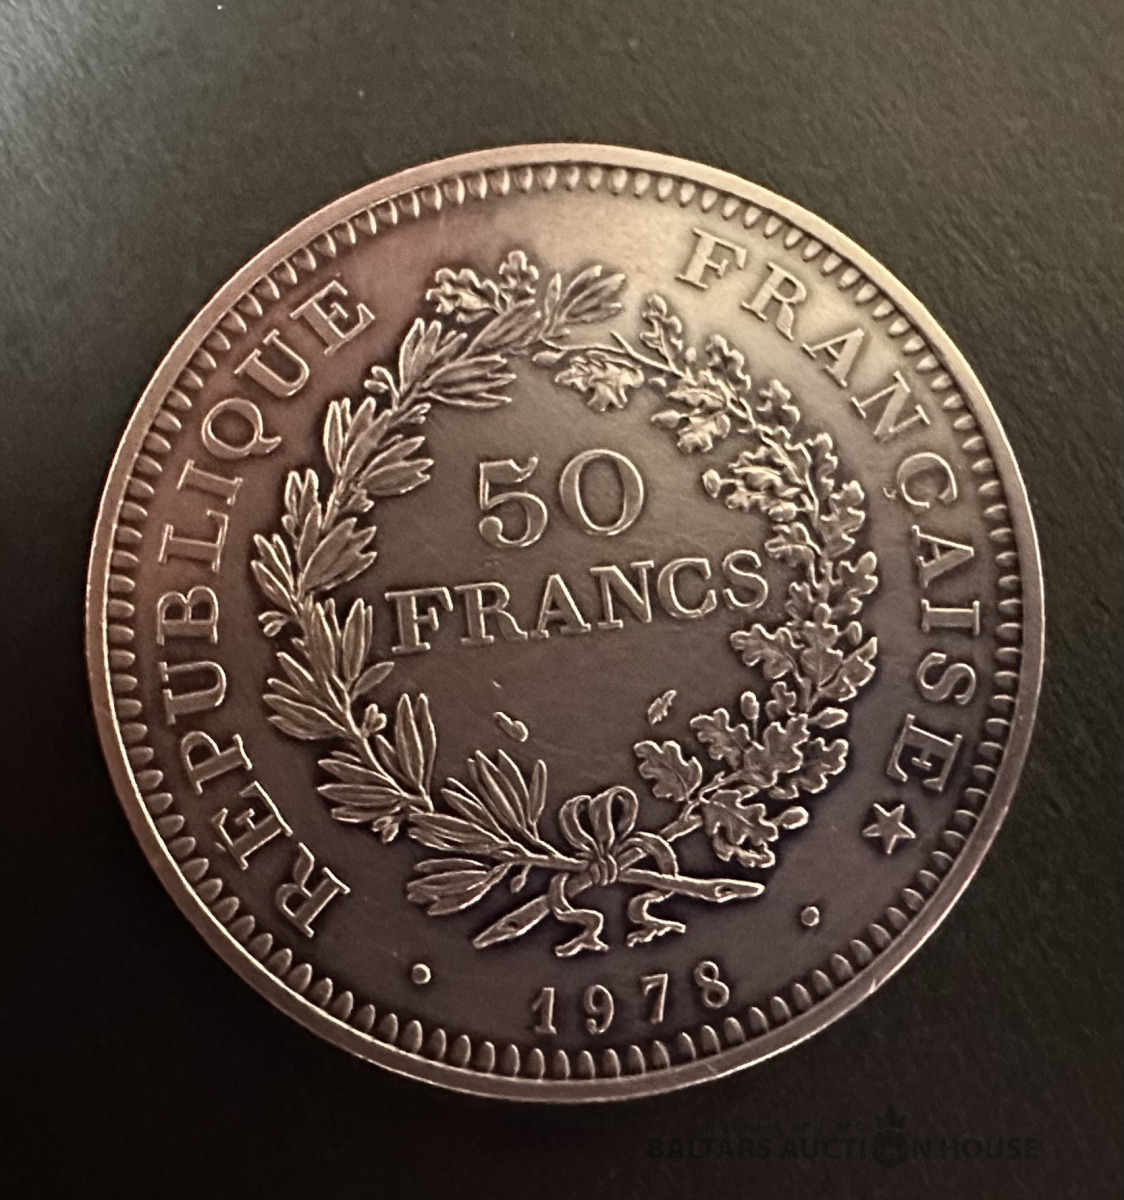 RÉPUBLIQUE FRANÇAISE
50
FRANCS
1978
BALTARS AUCTION HOUSE